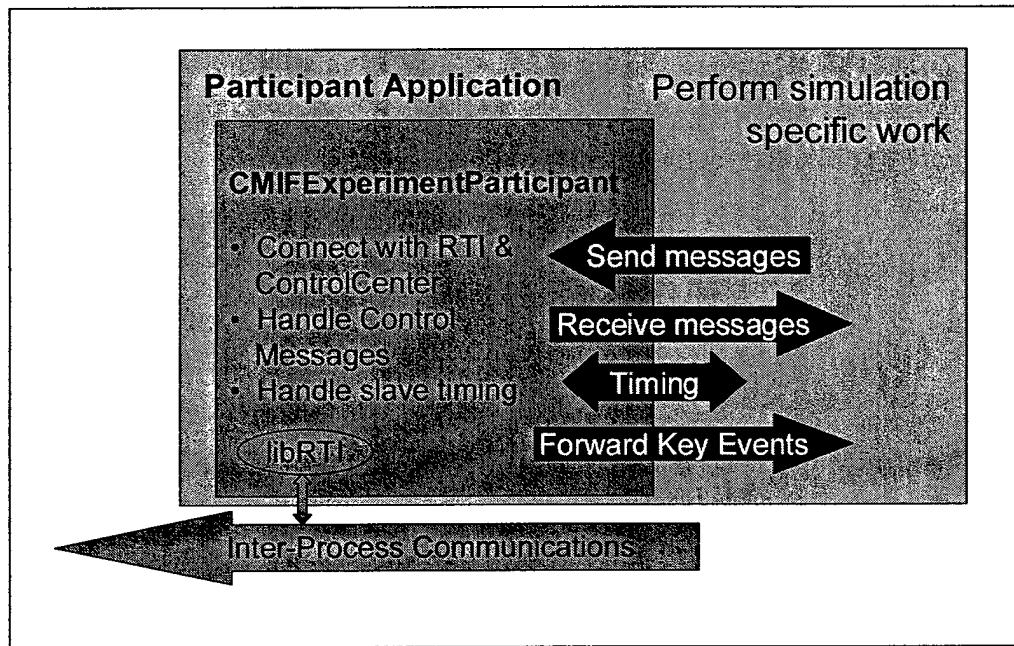 Participant Application
Perform simulation
specific work
CMIFExperimentParticipant
• Connect with RTI &
ControlCenter
• Handle Control
Messages
• Handle slave timing
libRTI
Send messages
Receive messages
Timing
Forward Key Events
Inter-Process Communications